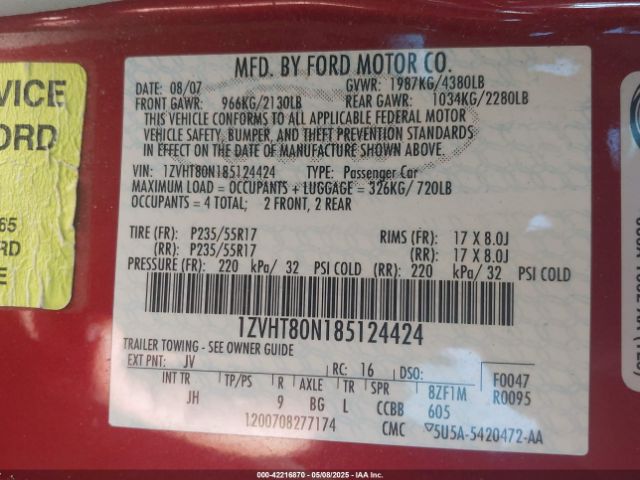 MFD. BY FORD MOTOR CO.
DATE: 08/07 GVWR: 1987KG/4380LB
FRONT GAWR: 966KG/2130LB REAR GAWR: 1034KG/2280LB
THIS VEHICLE CONFORMS TO ALL APPLICABLE FEDERAL MOTOR
VEHICLE SAFETY, BUMPER, AND THEFT PREVENTION STANDARDS
IN EFFECT ON THE DATE OF MANUFACTURE SHOWN ABOVE.
VIN: 1ZVHT80N185124424 TYPE: Passenger Car
MAXIMUM LOAD = OCCUPANTS + LUGGAGE = 326KG/720LB
OCCUPANTS = 4 TOTAL; 2 FRONT, 2 REAR
TIRE (FR): P235/55R17 RIMS (FR): 17 X 8.0J
(RR): P235/55R17 (RR): 17 X 8.0J
PRESSURE (FR): 220 kPa/ 32 PSI COLD (RR): 220 kPa/ 32 PSI COLD
1ZVHT80N185124424
TRAILER TOWING - SEE OWNER GUIDE
EXT PNT: JV RC: 16 DSO: F0047
INT TR TP/PS R AXLE TR SPR 8ZF1M R0095
JH 9 BG L CCBB 605
1200708277174 CMC 5U5A-5420472-AA
VICE
ORD
65
RD
E
000-42216870 - 05/08/2025 - IAAI.COM